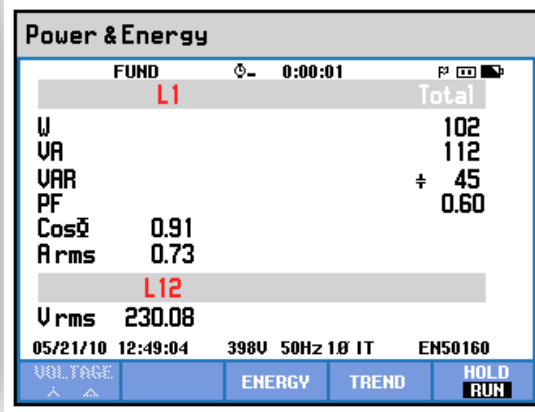 Power & Energy
FUND 0:00:01
L1 Total
W 102
VA 112
VAR 45
PF 0.60
CosΦ 0.91
A rms 0.73
L12
V rms 230.08
05/21/10 12:49:04 398V 50Hz 1Ø IT EN50160
VOLTAGE ENERGY TREND HOLD
RUN